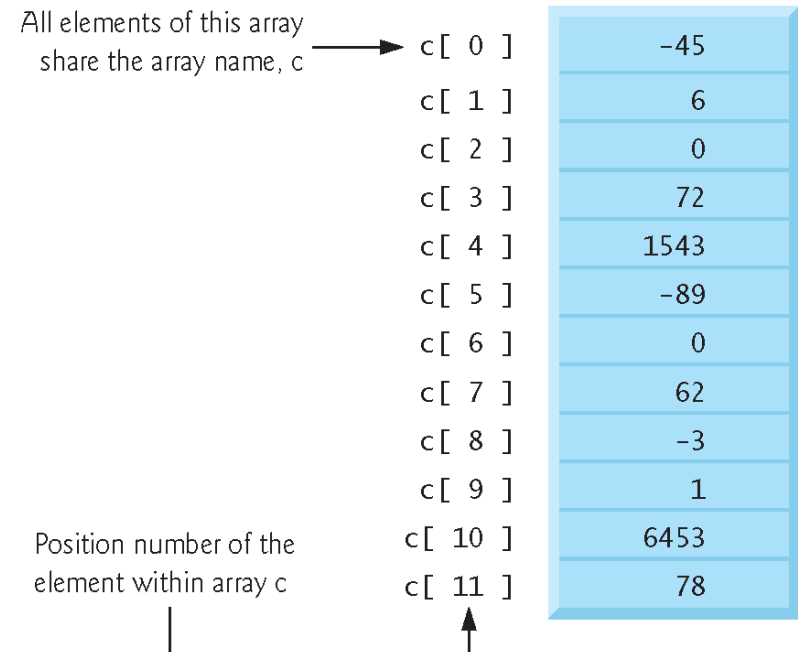 All elements of this array
share the array name, c
c[ 0 ] -45
c[ 1 ] 6
c[ 2 ] 0
c[ 3 ] 72
c[ 4 ] 1543
c[ 5 ] -89
c[ 6 ] 0
c[ 7 ] 62
c[ 8 ] -3
c[ 9 ] 1
c[ 10 ] 6453
c[ 11 ] 78
Position number of the
element within array c